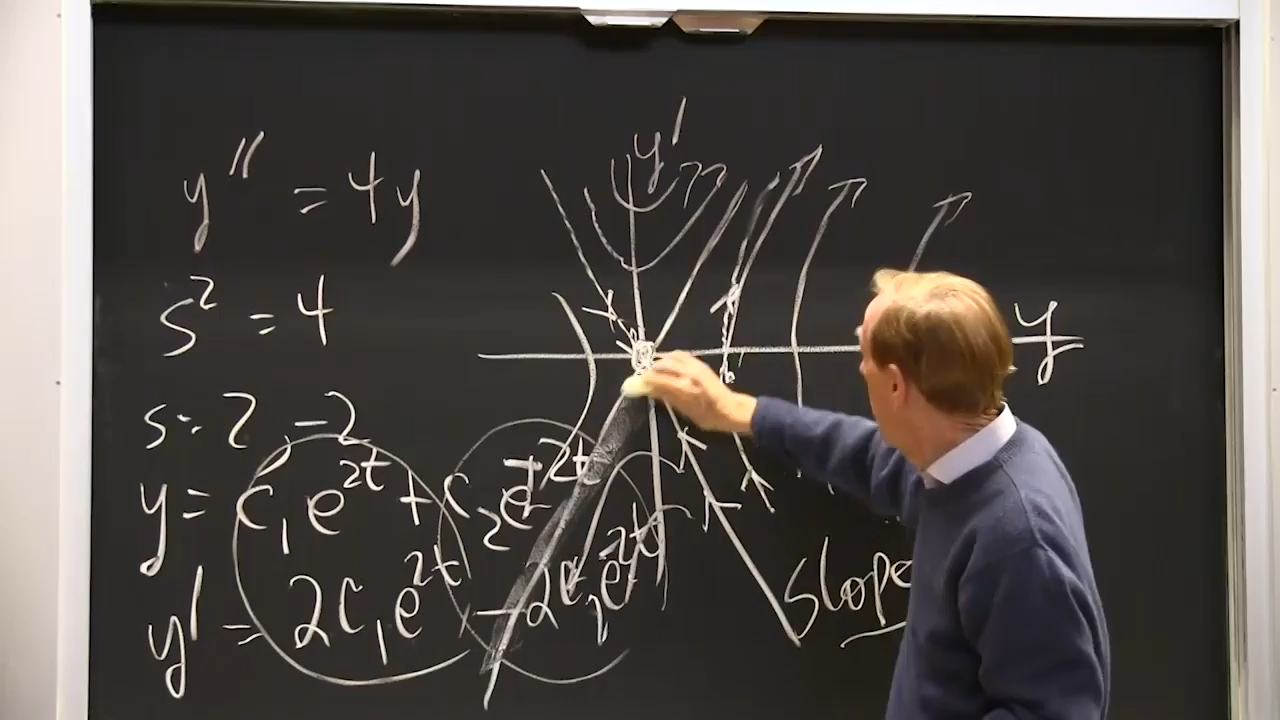 y'' = 4y
s² = 4
s = 2, -2
y = c₁e²ᵗ + c₂e⁻²ᵗ
y' = 2c₁e²ᵗ - 2c₂e⁻²ᵗ
y'
y
slope